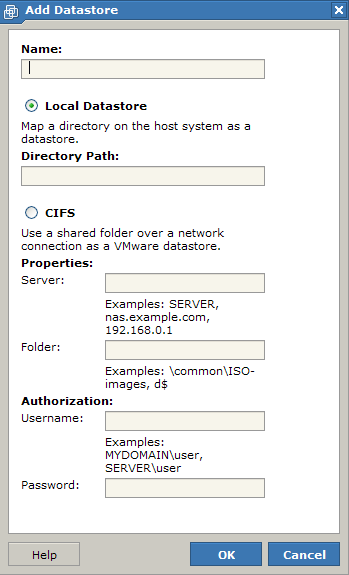 Add Datastore
Name:
Local Datastore
Map a directory on the host system as a
datastore.
Directory Path:
CIFS
Use a shared folder over a network
connection as a VMware datastore.
Properties:
Server:
Examples: SERVER,
nas.example.com,
192.168.0.1
Folder:
Examples: \common\ISO-
images, d$
Authorization:
Username:
Examples:
MYDOMAIN\user,
SERVER\user
Password:
Help OK Cancel